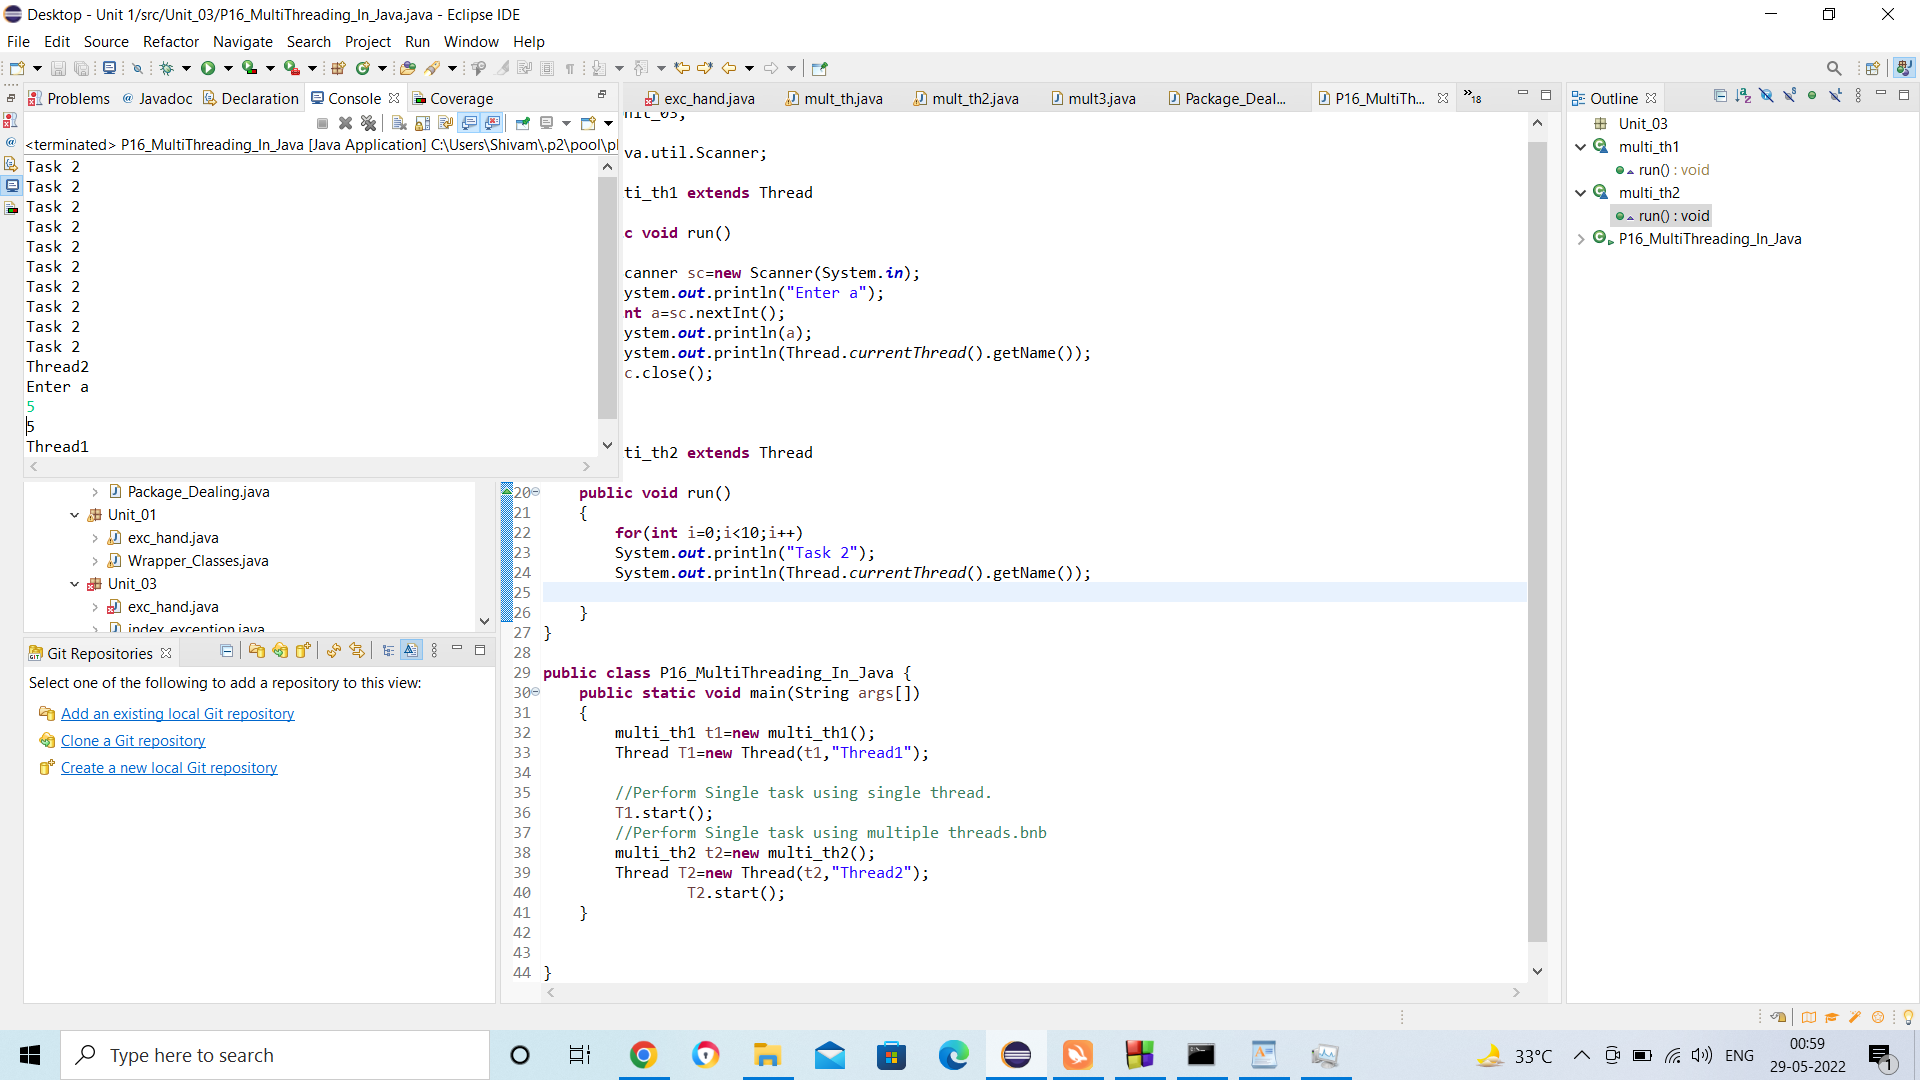 Desktop - Unit 1/src/Unit_03/P16_MultiThreading_In_Java.java - Eclipse IDE
File Edit Source Refactor Navigate Search Project Run Window Help
Problems Javadoc Declaration Console Coverage
exc_hand.java mult_th.java mult_th2.java mult3.java Package_Deal... P16_MultiTh... »18
Outline
<terminated> P16_MultiThreading_In_Java [Java Application] C:\Users\Shivam\.p2\pool\pl
Task 2
Task 2
Task 2
Task 2
Task 2
Task 2
Task 2
Task 2
Task 2
Task 2
Thread2
Enter a
5
5
Thread1
nit_03;
va.util.Scanner;
ti_th1 extends Thread
c void run()
canner sc=new Scanner(System.in);
ystem.out.println("Enter a");
nt a=sc.nextInt();
ystem.out.println(a);
ystem.out.println(Thread.currentThread().getName());
c.close();
ti_th2 extends Thread
20 public void run()
21 {
22 for(int i=0;i<10;i++)
23 System.out.println("Task 2");
24 System.out.println(Thread.currentThread().getName());
25
26 }
27 }
28
29 public class P16_MultiThreading_In_Java {
30 public static void main(String args[])
31 {
32 multi_th1 t1=new multi_th1();
33 Thread T1=new Thread(t1,"Thread1");
34
35 //Perform Single task using single thread.
36 T1.start();
37 //Perform Single task using multiple threads.bnb
38 multi_th2 t2=new multi_th2();
39 Thread T2=new Thread(t2,"Thread2");
40 T2.start();
41 }
42
43
44 }
Unit_03
multi_th1
run() : void
multi_th2
run() : void
P16_MultiThreading_In_Java
Package_Dealing.java
Unit_01
exc_hand.java
Wrapper_Classes.java
Unit_03
exc_hand.java
index_exception.java
Git Repositories
Select one of the following to add a repository to this view:
Add an existing local Git repository
Clone a Git repository
Create a new local Git repository
Type here to search
33°C
ENG
00:59
29-05-2022
1